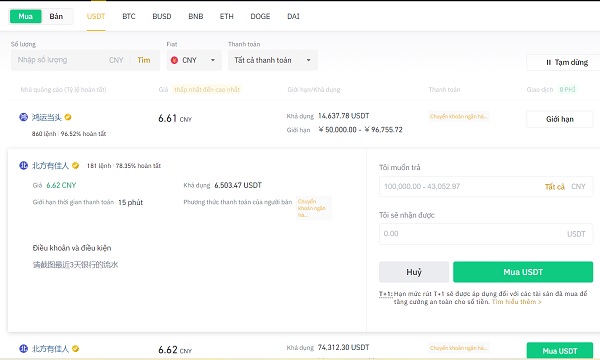 Mua Bán USDT BTC BUSD BNB ETH DOGE DAI
Số lượng Fiat Thanh toán
Nhập số lượng CNY Tìm CNY Tất cả thanh toán Tạm dừng
Nhà quảng cáo (Tỷ lệ hoàn tất) Giá thấp nhất đến cao nhất Giới hạn/Khả dụng Thanh toán Giao dịch 0 PHÍ
鸿 鸿运当头 6.61 CNY Khả dụng 14,637.78 USDT Chuyển khoản ngân hà... Giới hạn
860 lệnh 96.52% hoàn tất Giới hạn ¥ 50,000.00 - ¥ 96,755.72
北 北方有佳人 181 lệnh 78.35% hoàn tất
Giá 6.62 CNY Khả dụng 6,503.47 USDT
Giới hạn thời gian thanh toán 15 phút Phương thức thanh toán của người bán Chuyển khoản ngân hà...
Điều khoản và điều kiện
请截图最近3天银行的流水
Tôi muốn trả
100,000.00 - 43,052.97 Tất cả CNY
Tôi sẽ nhận được
0.00 USDT
Huỷ Mua USDT
T+1: Hạn mức rút T+1 sẽ được áp dụng đối với các tài sản đã mua để
tăng cường an toàn cho số tiền. Tìm hiểu thêm >
北 北方有佳人 6.62 CNY Khả dụng 74,312.30 USDT Chuyển khoản ngân hà... Mua USDT